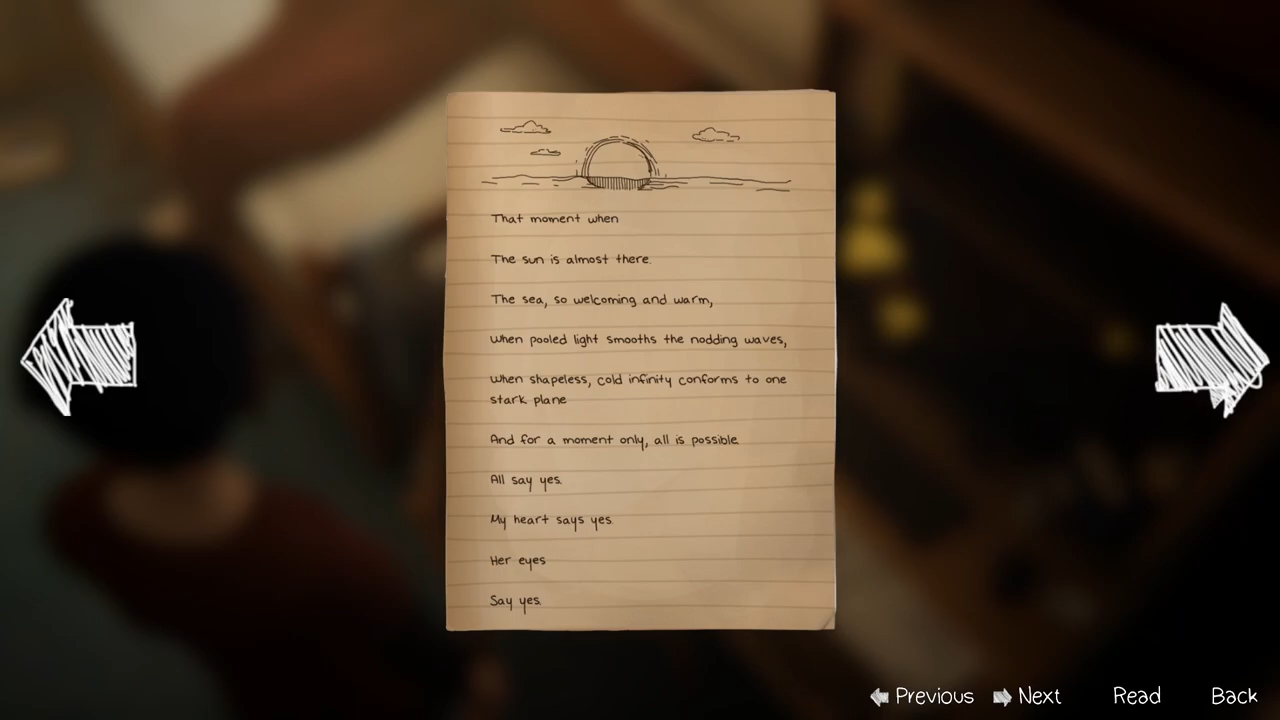 That moment when
The sun is almost there.
The sea, so welcoming and warm,
When pooled light smooths the nodding waves,
When shapeless, cold infinity conforms to one
stark plane
And for a moment only, all is possible.
All say yes.
My heart says yes.
Her eyes
Say yes.
Previous Next Read Back